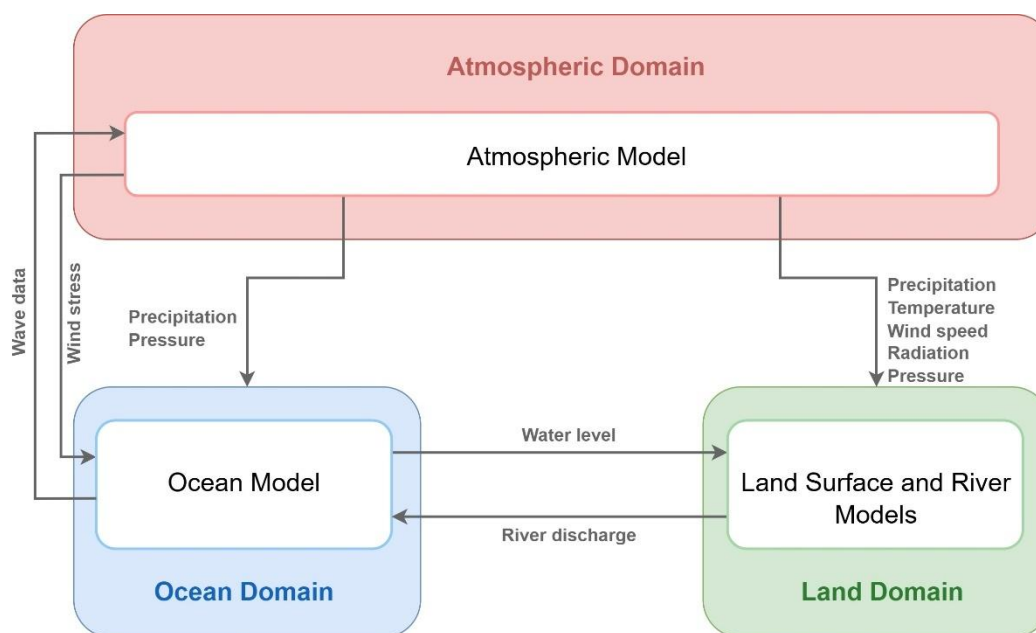 Atmospheric Domain
Atmospheric Model
Wave data
Wind stress
Precipitation
Pressure
Precipitation
Temperature
Wind speed
Radiation
Pressure
Ocean Model
Water level
River discharge
Land Surface and River
Models
Ocean Domain
Land Domain